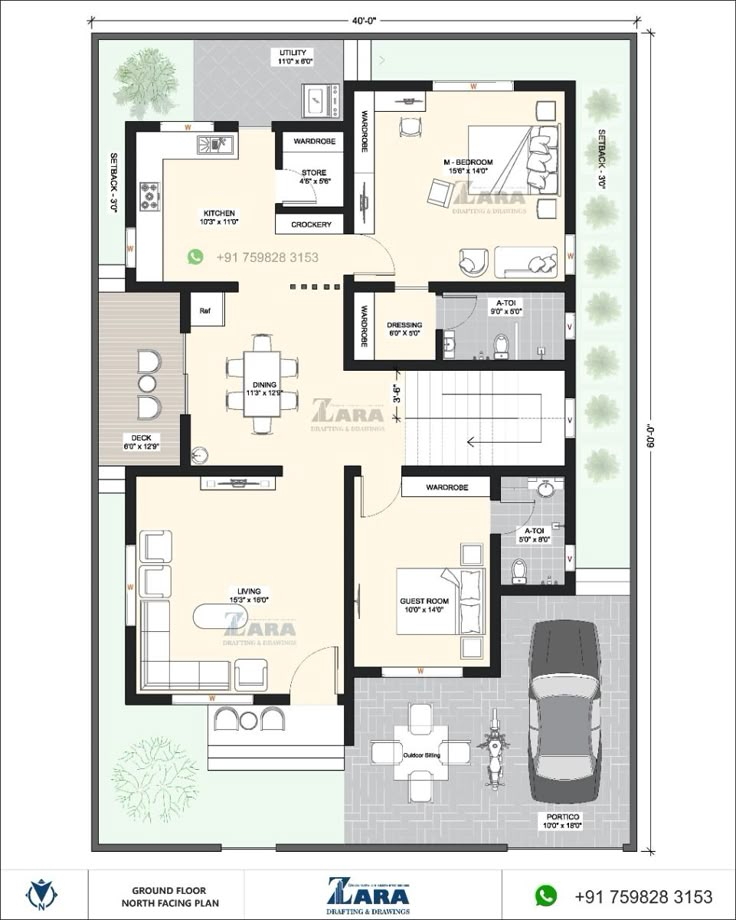 40'-0"
UTILITY
11'0" x 6'0"
WARDROBE
STORE
4'6" x 5'6"
WARDROBE
M - BEDROOM
15'6" x 14'0"
SETBACK - 3'0"
SETBACK - 3'0"
ZARA
DRAFTING & DRAWINGS
KITCHEN
10'3" x 11'0"
CROCKERY
+91 759828 3153
W
W
W
W
Ref
WARDROBE
DRESSING
6'0" X 5'0"
A-TOI
9'0" x 5'0"
V
DINING
11'3" x 12'9"
ZARA
DRAFTING & DRAWINGS
3'-6"
V
60'-0"
DECK
6'0" x 12'9"
WARDROBE
A-TOI
5'0" x 8'0"
V
W
LIVING
15'3" x 16'0"
ZARA
DRAFTING & DRAWINGS
GUEST ROOM
10'0" x 14'0"
W
W
Outdoor Sitting
PORTICO
10'0" x 18'0"
N
GROUND FLOOR
NORTH FACING PLAN
ZARA
DRAFTING & DRAWINGS
+91 759828 3153